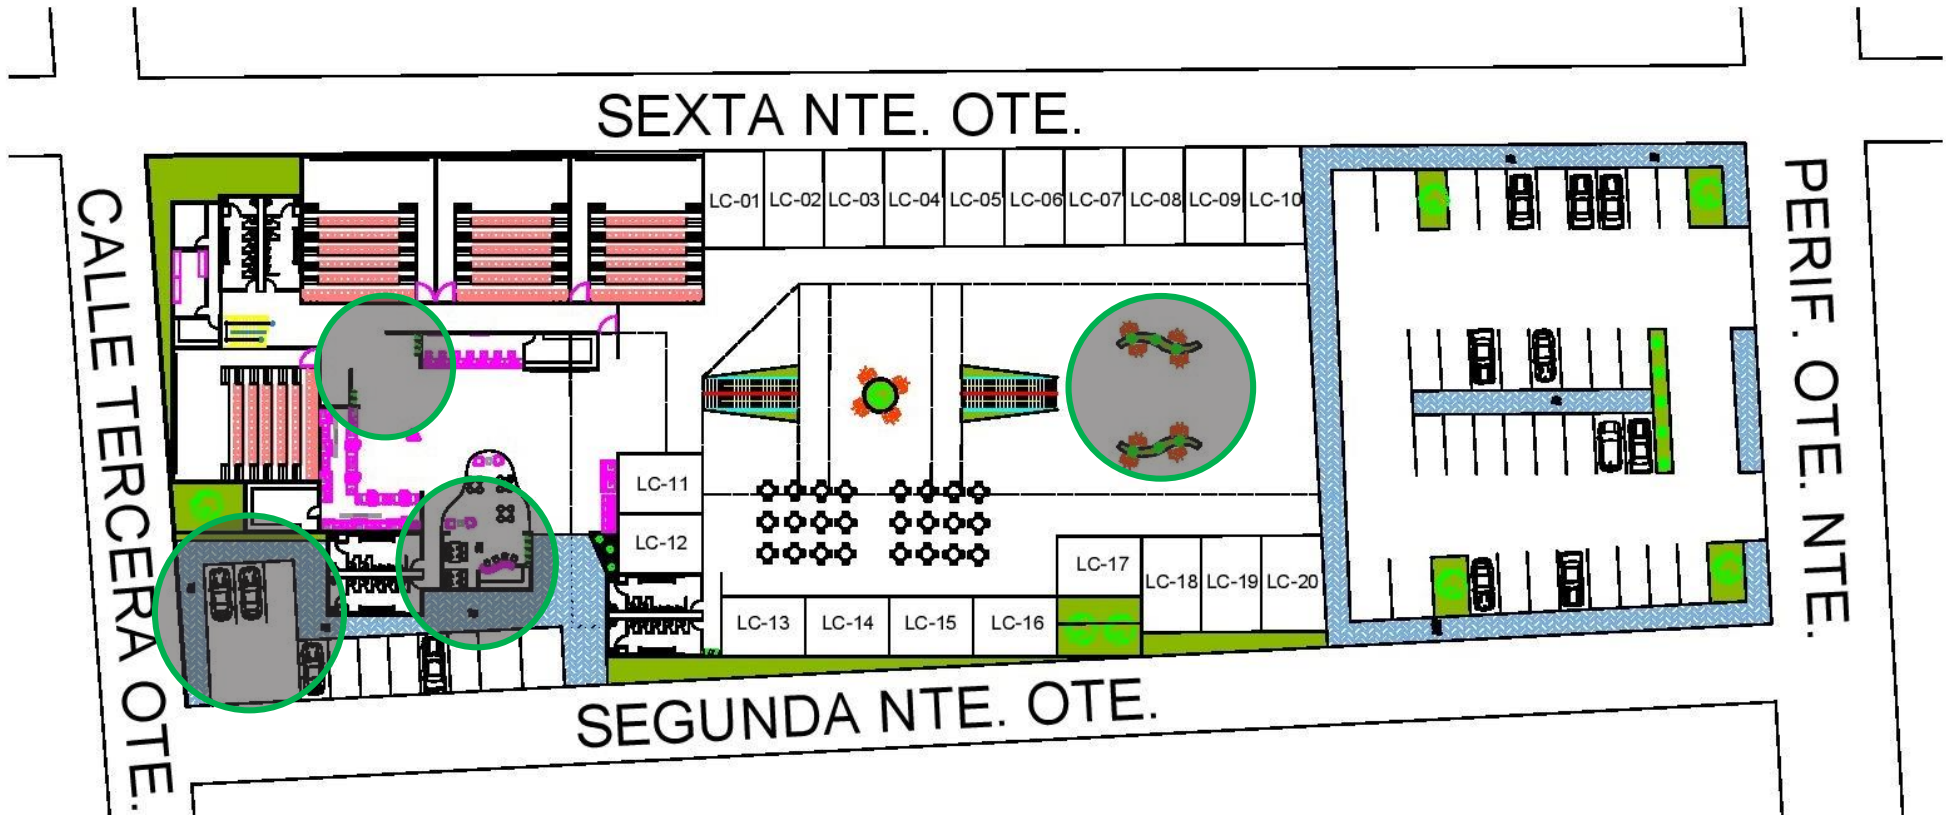 SEXTA NTE. OTE.
CALLE TERCERA OTE.
PERIF. OTE. NTE.
LC-01
LC-02
LC-03
LC-04
LC-05
LC-06
LC-07
LC-08
LC-09
LC-10
LC-11
LC-12
LC-17
LC-18
LC-19
LC-20
LC-13
LC-14
LC-15
LC-16
SEGUNDA NTE. OTE.